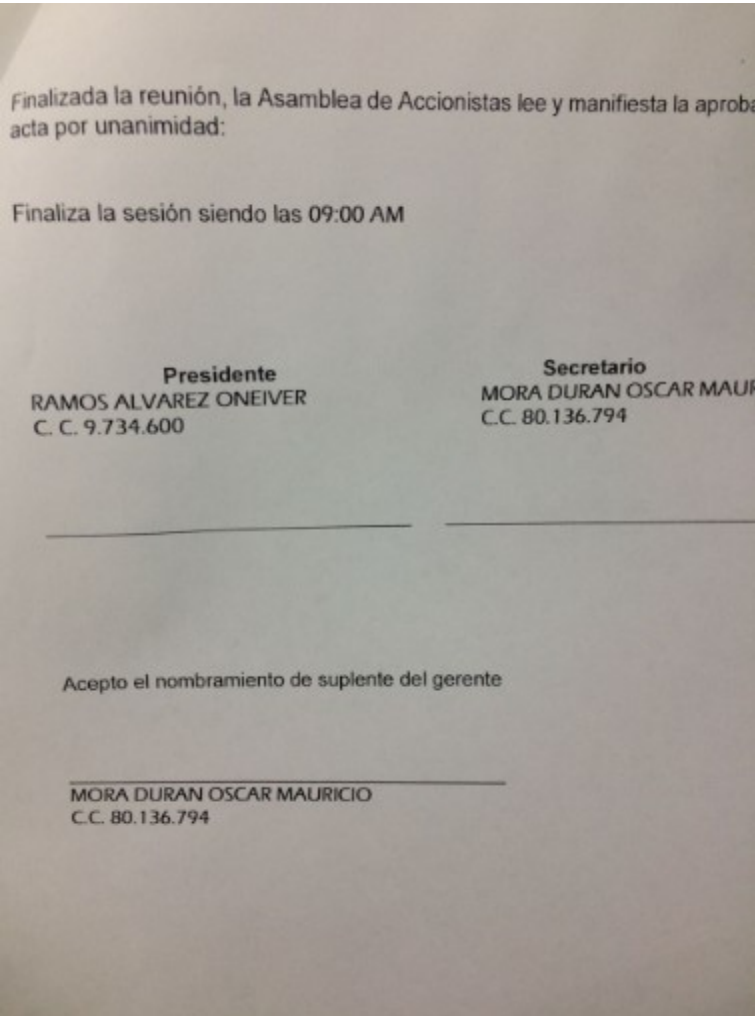 Finalizada la reunión, la Asamblea de Accionistas lee y manifiesta la
acta por unanimidad:
Finaliza la sesión siendo las 09:00 AM
Presidente
RAMOS ALVAREZ ONEIVER
C. C. 9.734.600
Secretario
MORA DURAN OSCAR
C.C. 80.136.794
Acepto el nombramiento de suplente del gerente
MORA DURAN OSCAR MAURICIO
C.C. 80.136.794